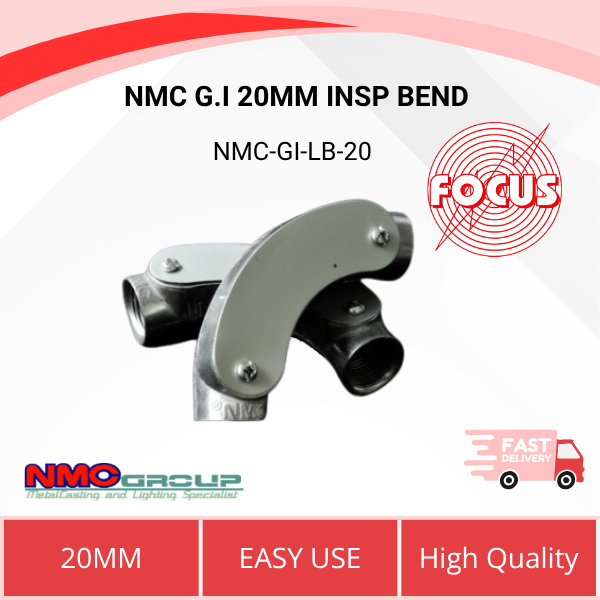 NMC G.I 20MM INSP BEND
NMC-GI-LB-20
FOCUS
®NMC
NMC GROUP
MetalCasting and Lighting Specialist
FAST
DELIVERY
20MM
EASY USE
High Quality